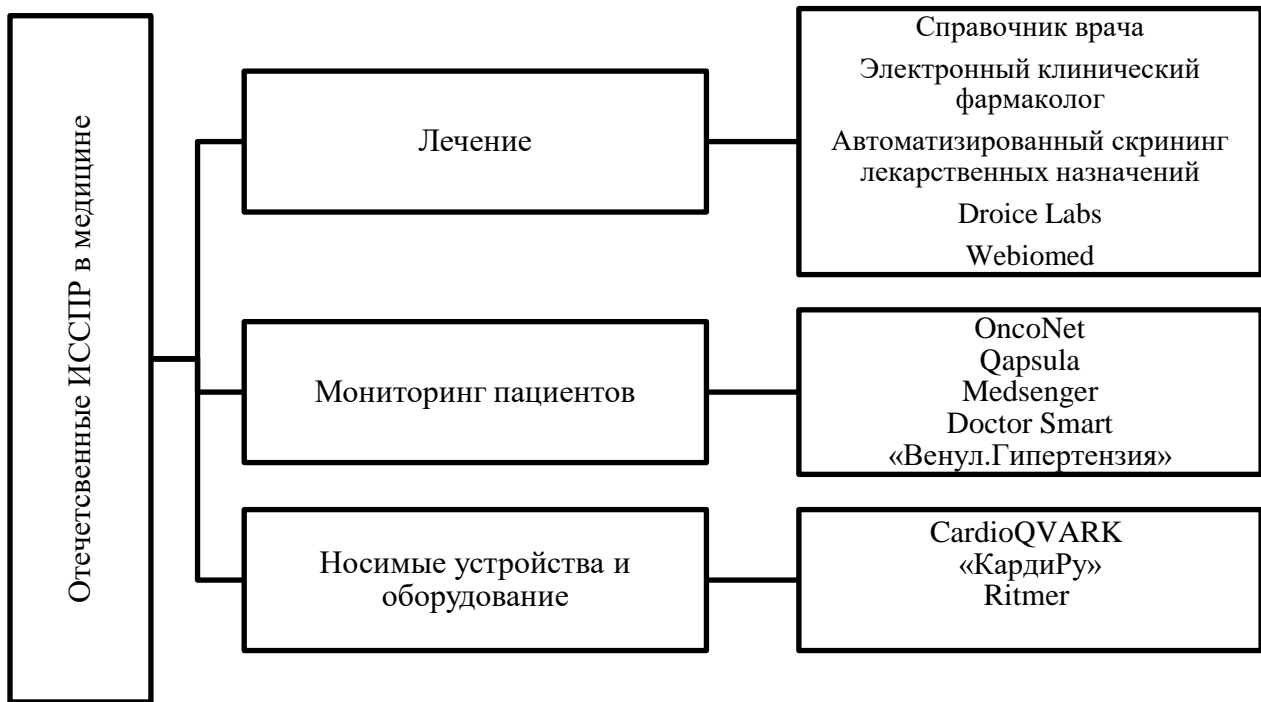 Отечетсвенные ИССПР в медицине
Лечение
Справочник врача
Электронный клинический
фармаколог
Автоматизированный скрининг
лекарственных назначений
Droice Labs
Webiomed
Мониторинг пациентов
OncoNet
Qapsula
Medsenger
Doctor Smart
«Венул.Гипертензия»
Носимые устройства и
оборудование
CardioQVARK
«КардиРу»
Ritmer